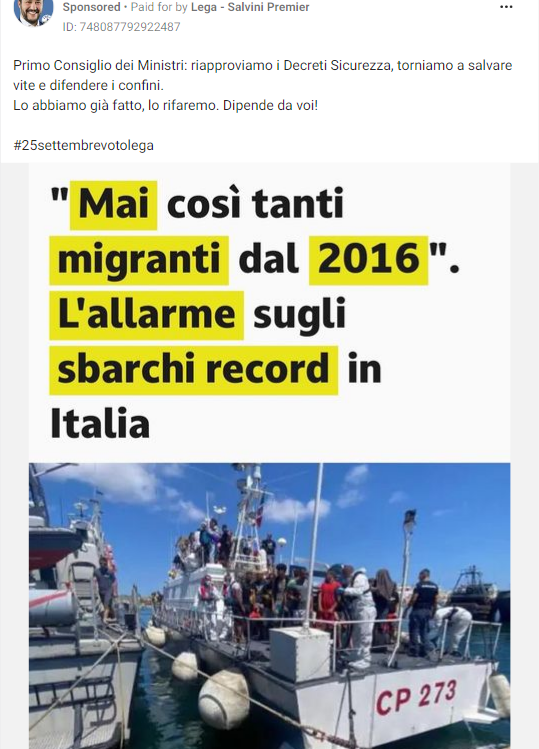 Sponsored • Paid for by Lega - Salvini Premier
ID: 748087792922487
Primo Consiglio dei Ministri: riapproviamo i Decreti Sicurezza, torniamo a salvare
vite e difendere i confini.
Lo abbiamo già fatto, lo rifaremo. Dipende da voi!
#25settembrevotolega
"Mai così tanti
migranti dal 2016".
L'allarme sugli
sbarchi record in
Italia
CP 273